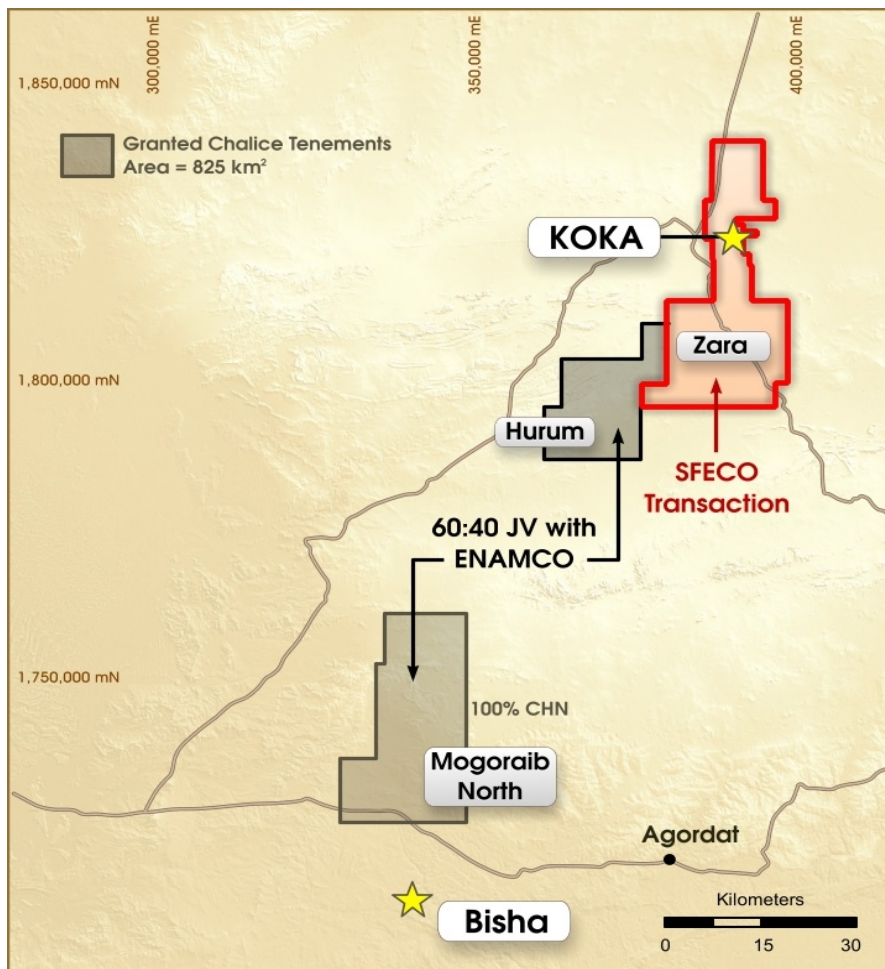 300,000 mE
350,000 mE
400,000 mE
1,850,000 mN
Granted Chalice Tenements
Area = 825 km²
KOKA
Zara
1,800,000 mN
Hurum
SFECO
Transaction
60:40 JV with
ENAMCO
1,750,000 mN
100% CHN
Mogoraib
North
Agordat
Bisha
Kilometers
0 15 30